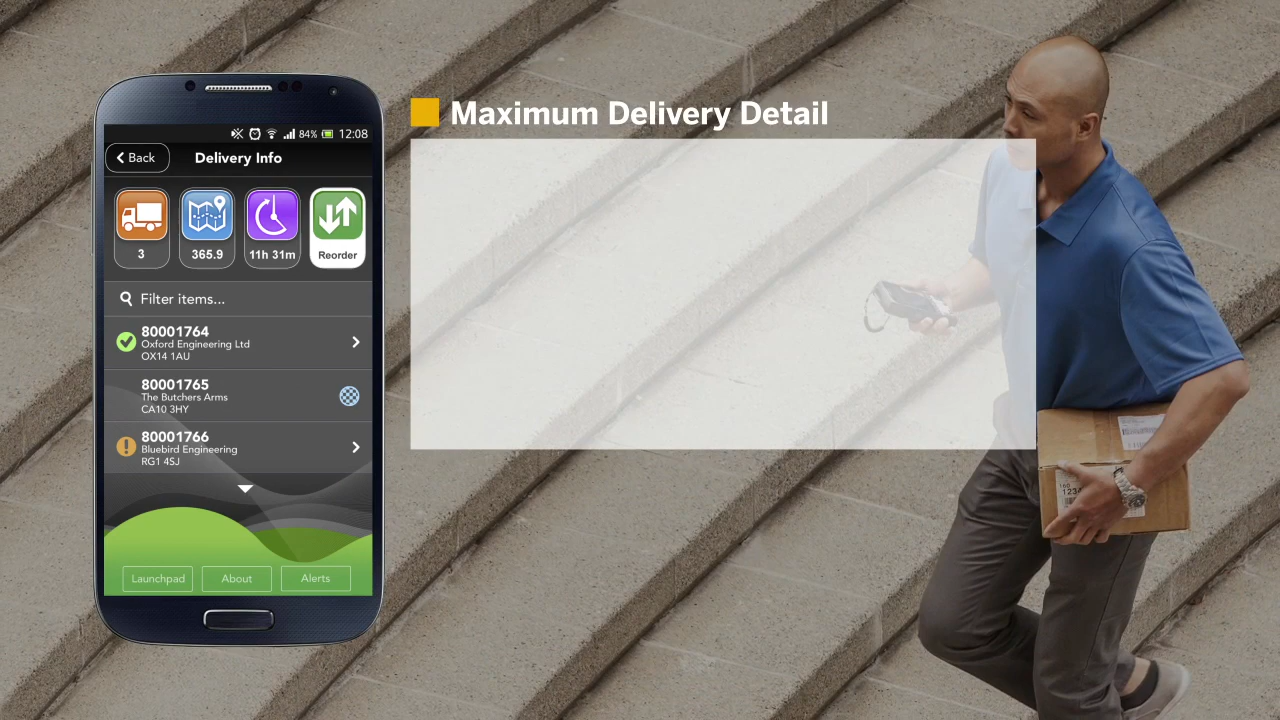 84% 12:08
Back
Delivery Info
3
365.9
11h 31m
Reorder
Filter items...
80001764
Oxford Engineering Ltd
OX14 1AU
80001765
The Butchers Arms
CA10 3HY
80001766
Bluebird Engineering
RG1 4SJ
Launchpad
About
Alerts
Maximum Delivery Detail